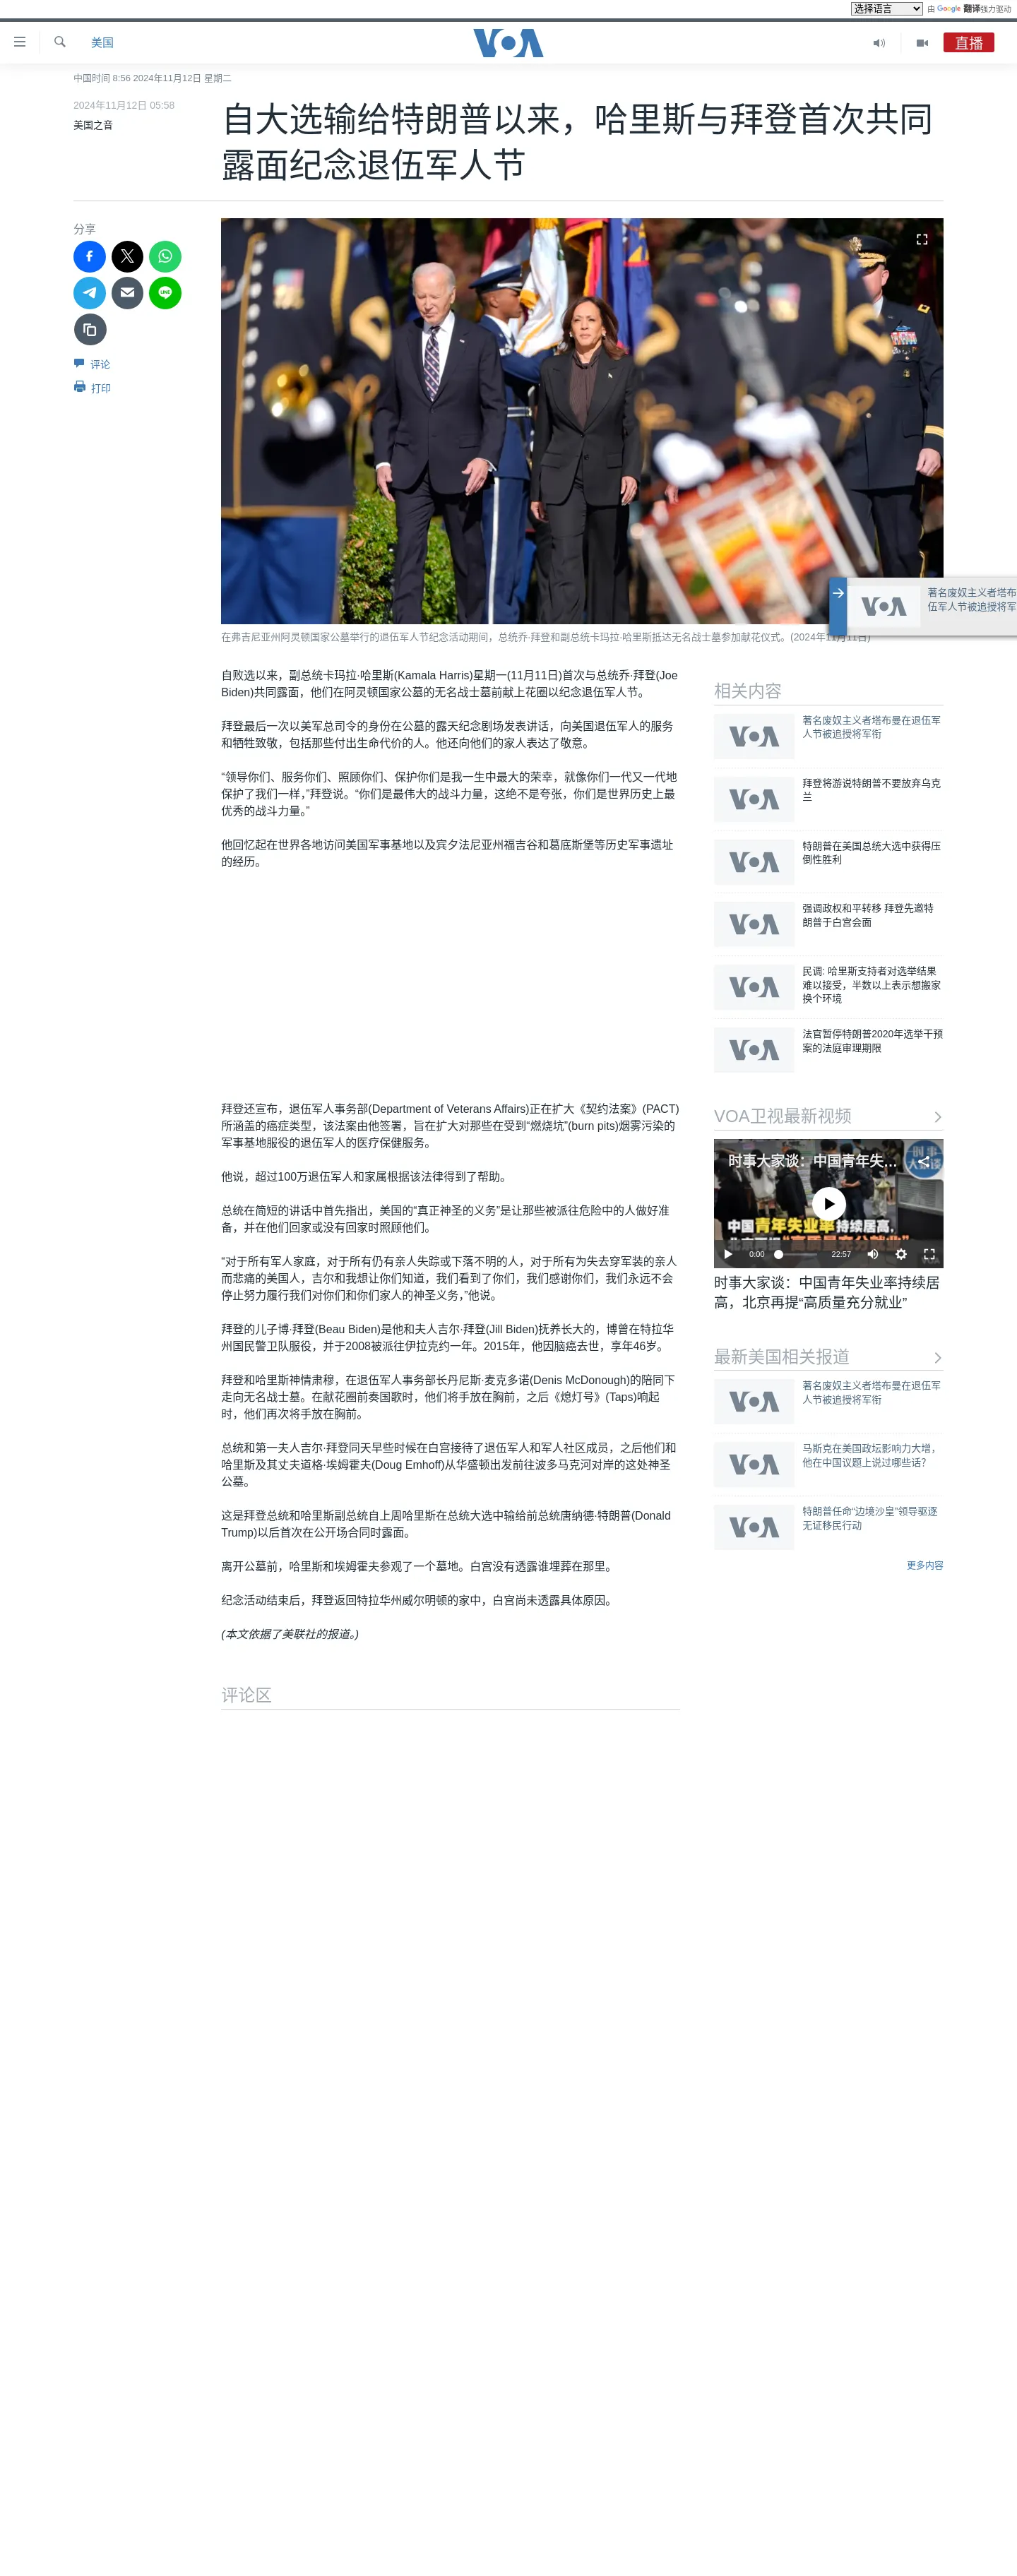 选择语言 由 Google 翻译强力驱动
美国
VOA
直播
中国时间 8:56 2024年11月12日 星期二
2024年11月12日 05:58
美国之音
自大选输给特朗普以来，哈里斯与拜登首次共同
露面纪念退伍军人节
分享
评论
打印
在弗吉尼亚州阿灵顿国家公墓举行的退伍军人节纪念活动期间，总统乔·拜登和副总统卡玛拉·哈里斯抵达无名战士墓参加献花仪式。(2024年11月11日)
VOA
著名废奴主义者塔布
伍军人节被追授将军
自败选以来，副总统卡玛拉·哈里斯(Kamala Harris)星期一(11月11日)首次与总统乔·拜登(Joe
Biden)共同露面，他们在阿灵顿国家公墓的无名战士墓前献上花圈以纪念退伍军人节。
拜登最后一次以美军总司令的身份在公墓的露天纪念剧场发表讲话，向美国退伍军人的服务
和牺牲致敬，包括那些付出生命代价的人。他还向他们的家人表达了敬意。
“领导你们、服务你们、照顾你们、保护你们是我一生中最大的荣幸，就像你们一代又一代地
保护了我们一样，”拜登说。“你们是最伟大的战斗力量，这绝不是夸张，你们是世界历史上最
优秀的战斗力量。”
他回忆起在世界各地访问美国军事基地以及宾夕法尼亚州福吉谷和葛底斯堡等历史军事遗址
的经历。
拜登还宣布，退伍军人事务部(Department of Veterans Affairs)正在扩大《契约法案》(PACT)
所涵盖的癌症类型，该法案由他签署，旨在扩大对那些在受到“燃烧坑”(burn pits)烟雾污染的
军事基地服役的退伍军人的医疗保健服务。
他说，超过100万退伍军人和家属根据该法律得到了帮助。
总统在简短的讲话中首先指出，美国的“真正神圣的义务”是让那些被派往危险中的人做好准
备，并在他们回家或没有回家时照顾他们。
“对于所有军人家庭，对于所有仍有亲人失踪或下落不明的人，对于所有为失去穿军装的亲人
而悲痛的美国人，吉尔和我想让你们知道，我们看到了你们，我们感谢你们，我们永远不会
停止努力履行我们对你们和你们家人的神圣义务，”他说。
拜登的儿子博·拜登(Beau Biden)是他和夫人吉尔·拜登(Jill Biden)抚养长大的，博曾在特拉华
州国民警卫队服役，并于2008被派往伊拉克约一年。2015年，他因脑癌去世，享年46岁。
拜登和哈里斯神情肃穆，在退伍军人事务部长丹尼斯·麦克多诺(Denis McDonough)的陪同下
走向无名战士墓。在献花圈前奏国歌时，他们将手放在胸前，之后《熄灯号》(Taps)响起
时，他们再次将手放在胸前。
总统和第一夫人吉尔·拜登同天早些时候在白宫接待了退伍军人和军人社区成员，之后他们和
哈里斯及其丈夫道格·埃姆霍夫(Doug Emhoff)从华盛顿出发前往波多马克河对岸的这处神圣
公墓。
这是拜登总统和哈里斯副总统自上周哈里斯在总统大选中输给前总统唐纳德·特朗普(Donald
Trump)以后首次在公开场合同时露面。
离开公墓前，哈里斯和埃姆霍夫参观了一个墓地。白宫没有透露谁埋葬在那里。
纪念活动结束后，拜登返回特拉华州威尔明顿的家中，白宫尚未透露具体原因。
(本文依据了美联社的报道。)
评论区
相关内容
VOA
著名废奴主义者塔布曼在退伍军
人节被追授将军衔
VOA
拜登将游说特朗普不要放弃乌克
兰
VOA
特朗普在美国总统大选中获得压
倒性胜利
VOA
强调政权和平转移 拜登先邀特
朗普于白宫会面
VOA
民调: 哈里斯支持者对选举结果
难以接受，半数以上表示想搬家
换个环境
VOA
法官暂停特朗普2020年选举干预
案的法庭审理期限
VOA卫视最新视频
时事大家谈：中国青年失…
中国青年失业率持续居高，
0:00 22:57
时事大家谈：中国青年失业率持续居
高，北京再提“高质量充分就业”
最新美国相关报道
VOA
著名废奴主义者塔布曼在退伍军
人节被追授将军衔
VOA
马斯克在美国政坛影响力大增，
他在中国议题上说过哪些话？
VOA
特朗普任命“边境沙皇”领导驱逐
无证移民行动
更多内容